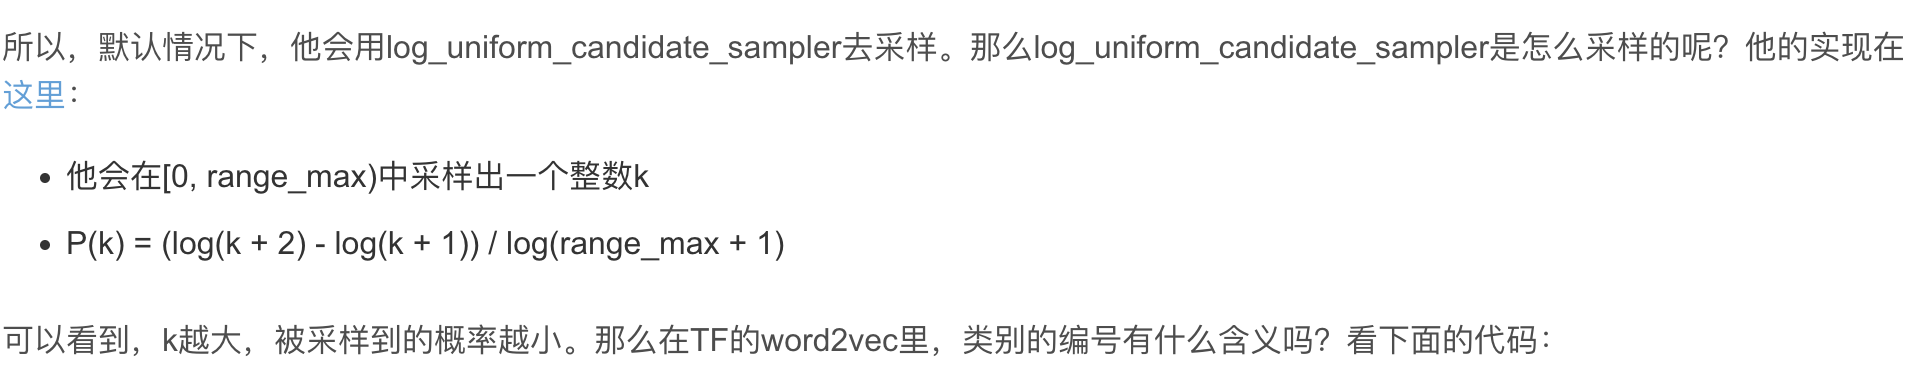 所以，默认情况下，他会用log_uniform_candidate_sampler去采样。那么log_uniform_candidate_sampler是怎么采样的呢？他的实现在
这里：
• 他会在[0, range_max)中采样出一个整数k
• P(k) = (log(k + 2) - log(k + 1)) / log(range_max + 1)
可以看到，k越大，被采样到的概率越小。那么在TF的word2vec里，类别的编号有什么含义吗？看下面的代码：